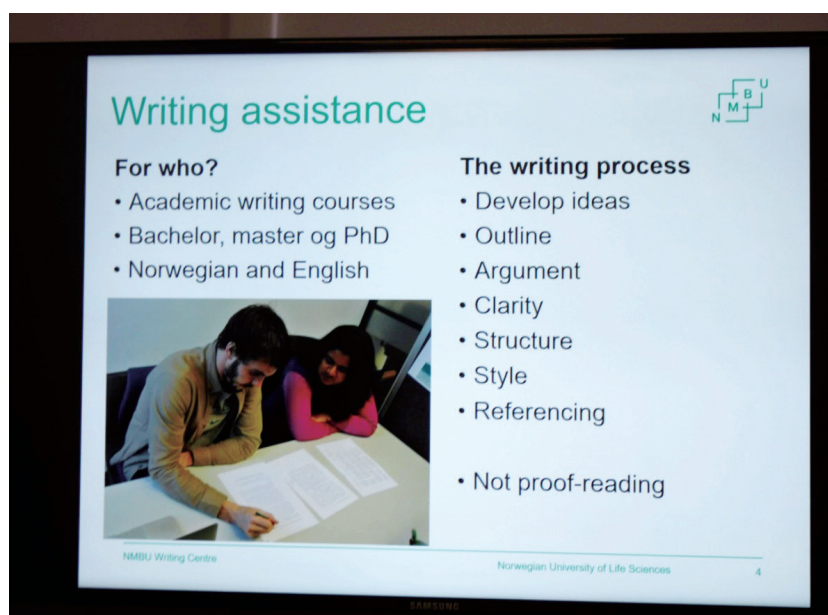 Writing assistance
N M B U
For who?
• Academic writing courses
• Bachelor, master og PhD
• Norwegian and English
The writing process
• Develop ideas
• Outline
• Argument
• Clarity
• Structure
• Style
• Referencing
• Not proof-reading
NMBU Writing Centre
Norwegian University of Life Sciences
4
SAMSUNG